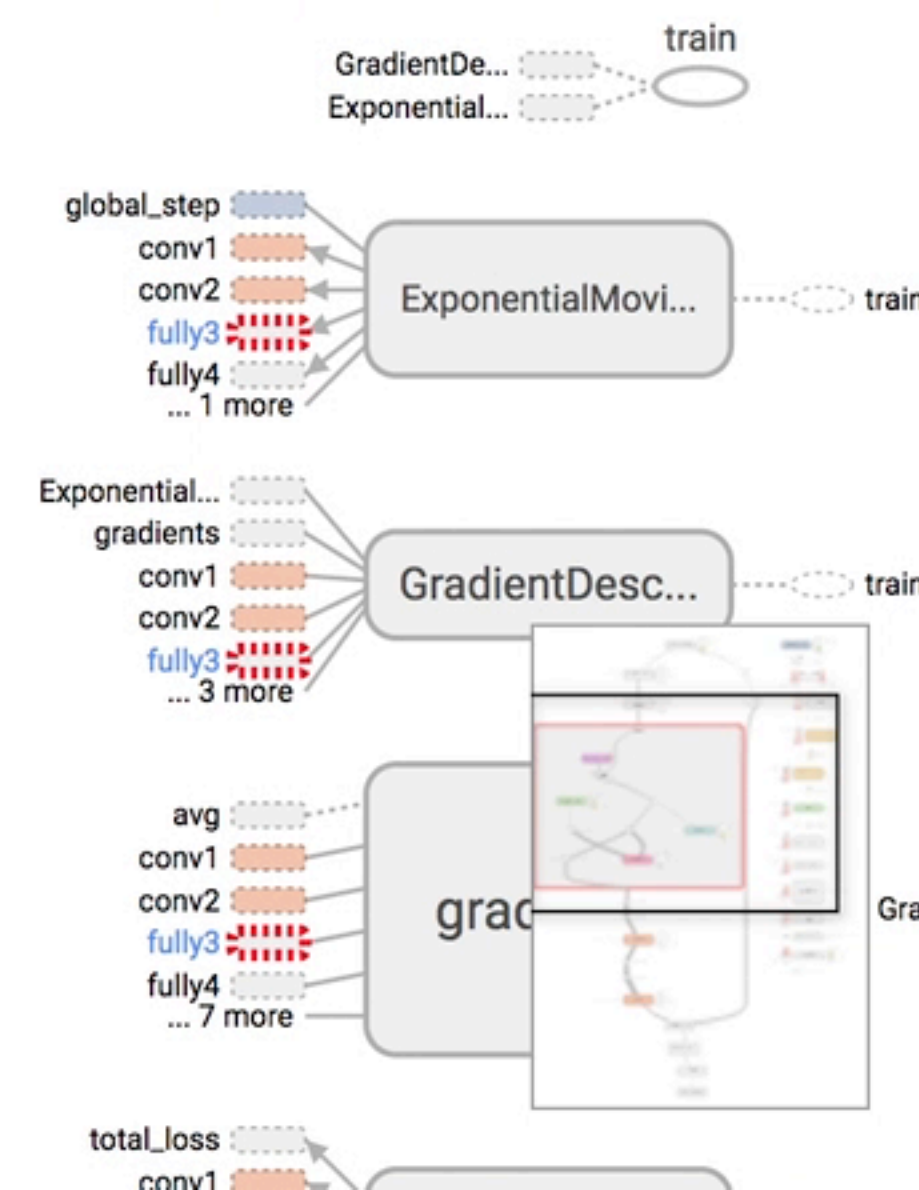 train
GradientDe...
Exponential...
global_step
conv1
conv2
fully3
fully4
... 1 more
ExponentialMovi...
train
Exponential...
gradients
conv1
conv2
fully3
... 3 more
GradientDesc...
train
avg
conv1
conv2
fully3
fully4
... 7 more
grad
Gra
total_loss
conv1